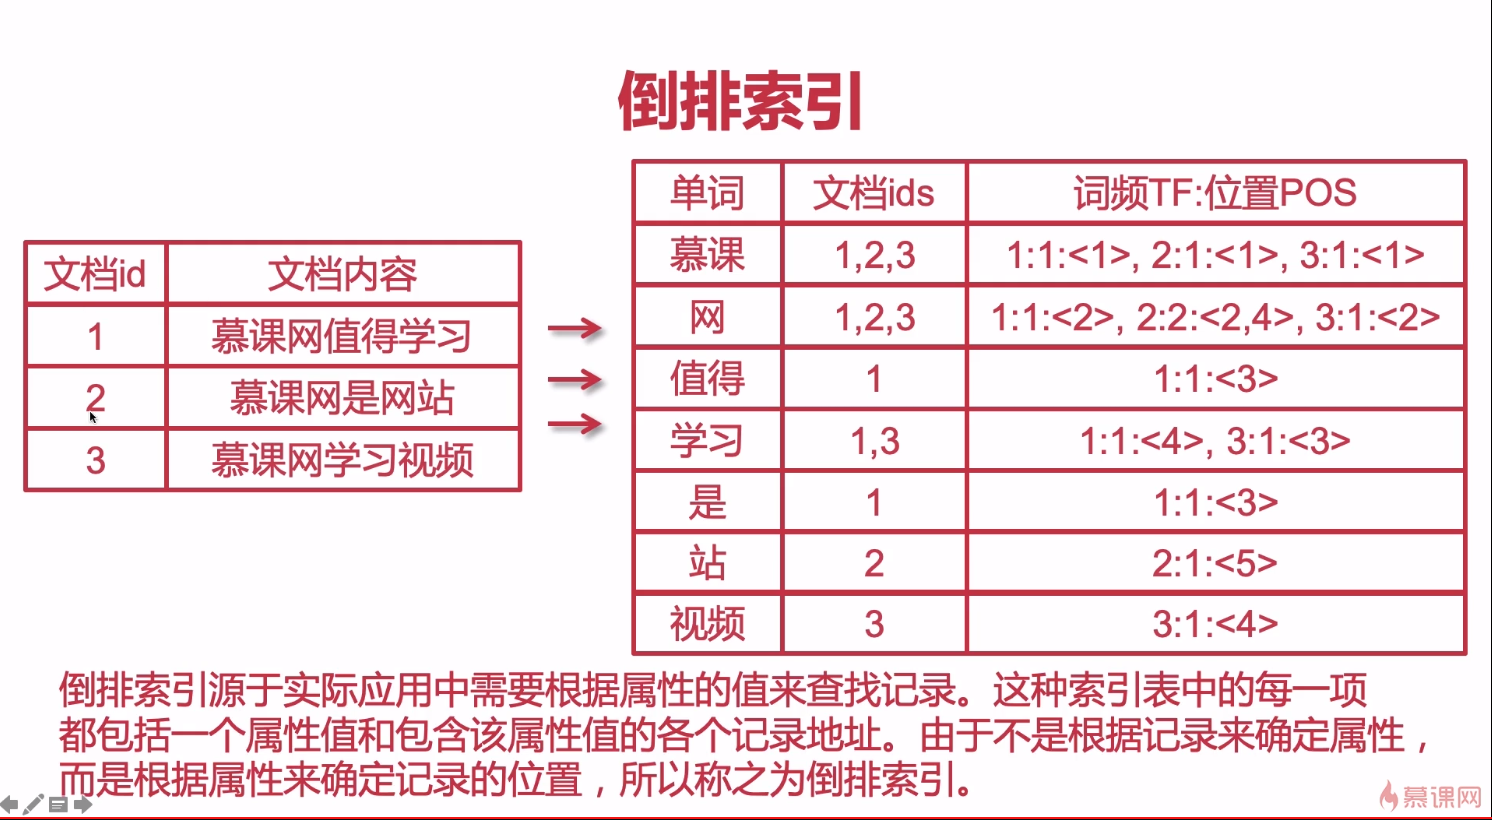 倒排索引
文档id 文档内容
1 慕课网值得学习
2 慕课网是网站
3 慕课网学习视频
单词 文档ids 词频TF:位置POS
慕课 1,2,3 1:1:<1>, 2:1:<1>, 3:1:<1>
网 1,2,3 1:1:<2>, 2:2:<2,4>, 3:1:<2>
值得 1 1:1:<3>
学习 1,3 1:1:<4>, 3:1:<3>
是 1 1:1:<3>
站 2 2:1:<5>
视频 3 3:1:<4>
倒排索引源于实际应用中需要根据属性的值来查找记录。这种索引表中的每一项
都包括一个属性值和包含该属性值的各个记录地址。由于不是根据记录来确定属性，
而是根据属性来确定记录的位置，所以称之为倒排索引。
慕课网